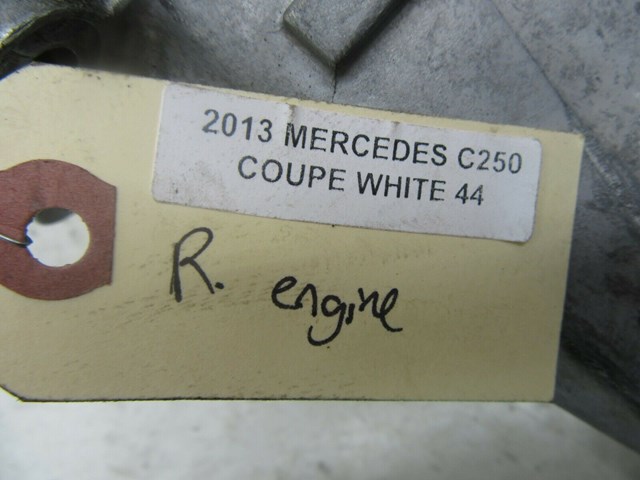 2013 MERCEDES C250
COUPE WHITE 44
R. engine